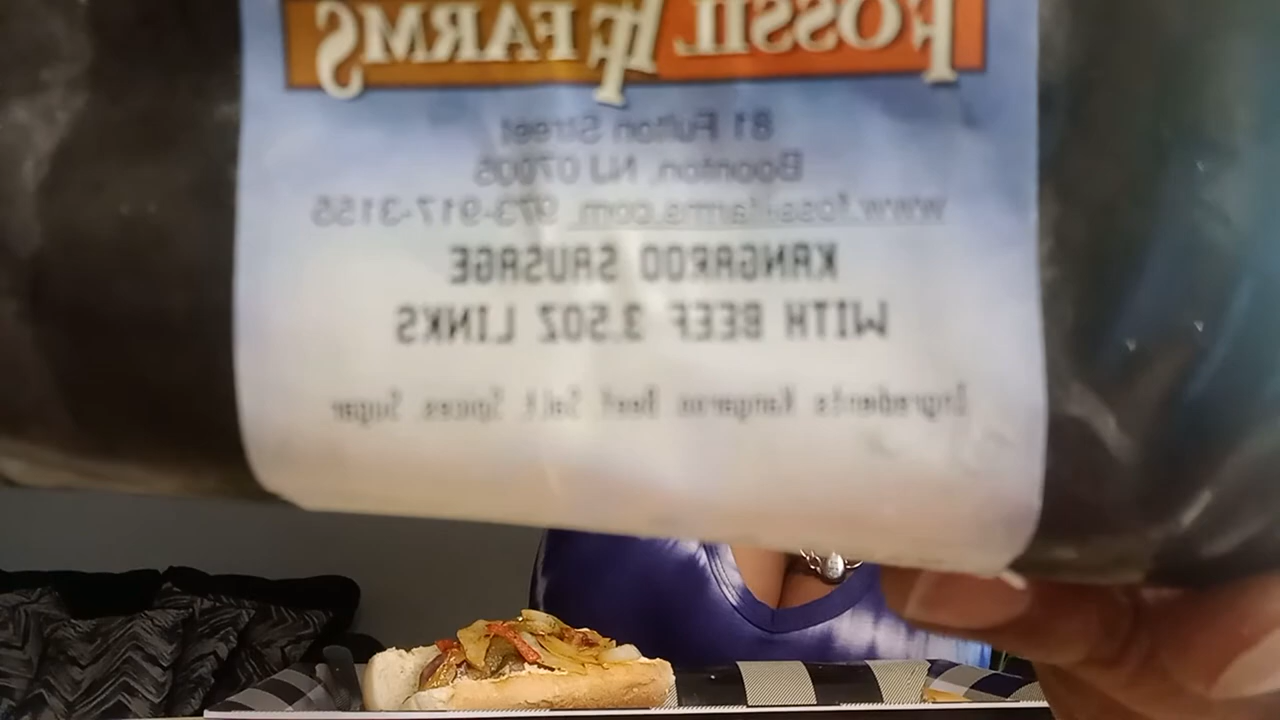 FOSSIL FF FARMS
81 Fulton Street
Boonton, NJ 07005
www.fossilfarms.com 973-917-3155
KANGAROO SAUSAGE
WITH BEEF 3.5OZ LINKS
Ingredients Kangaroo Beef Salt Spices Sugar